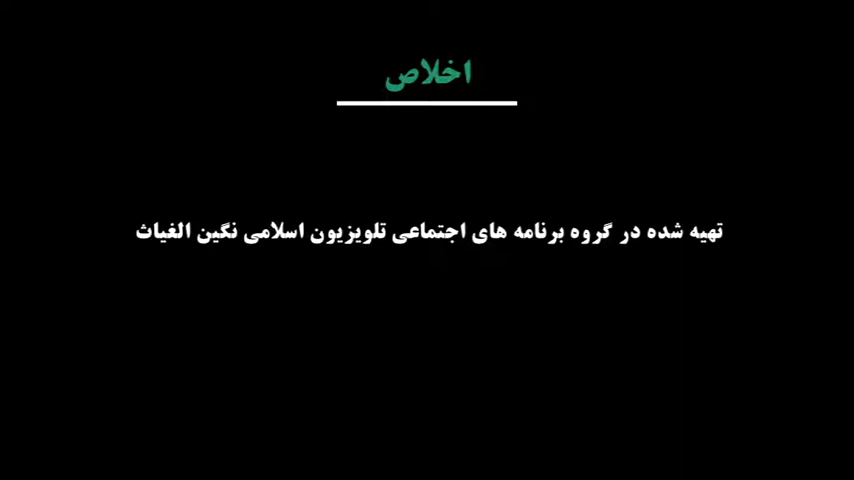 اخلاص
تهیه شده در گروه برنامه های اجتماعی تلویزیون اسلامی نگین الغیاث